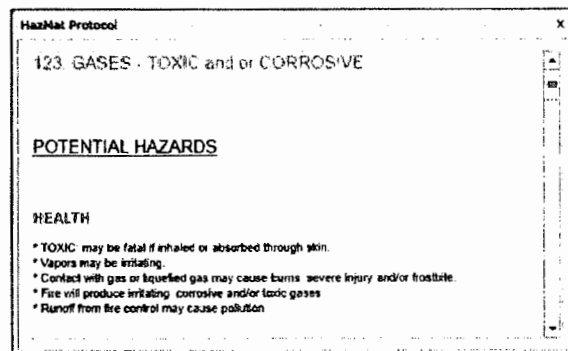 HazMat Protocol x
123. GASES - TOXIC and or CORROSIVE
POTENTIAL HAZARDS
HEALTH
* TOXIC may be fatal if inhaled or absorbed through skin.
* Vapors may be irritating.
* Contact with gas or liquefied gas may cause burns severe injury and/or frostbite.
* Fire will produce irritating corrosive and/or toxic gases
* Runoff from fire control may cause pollution